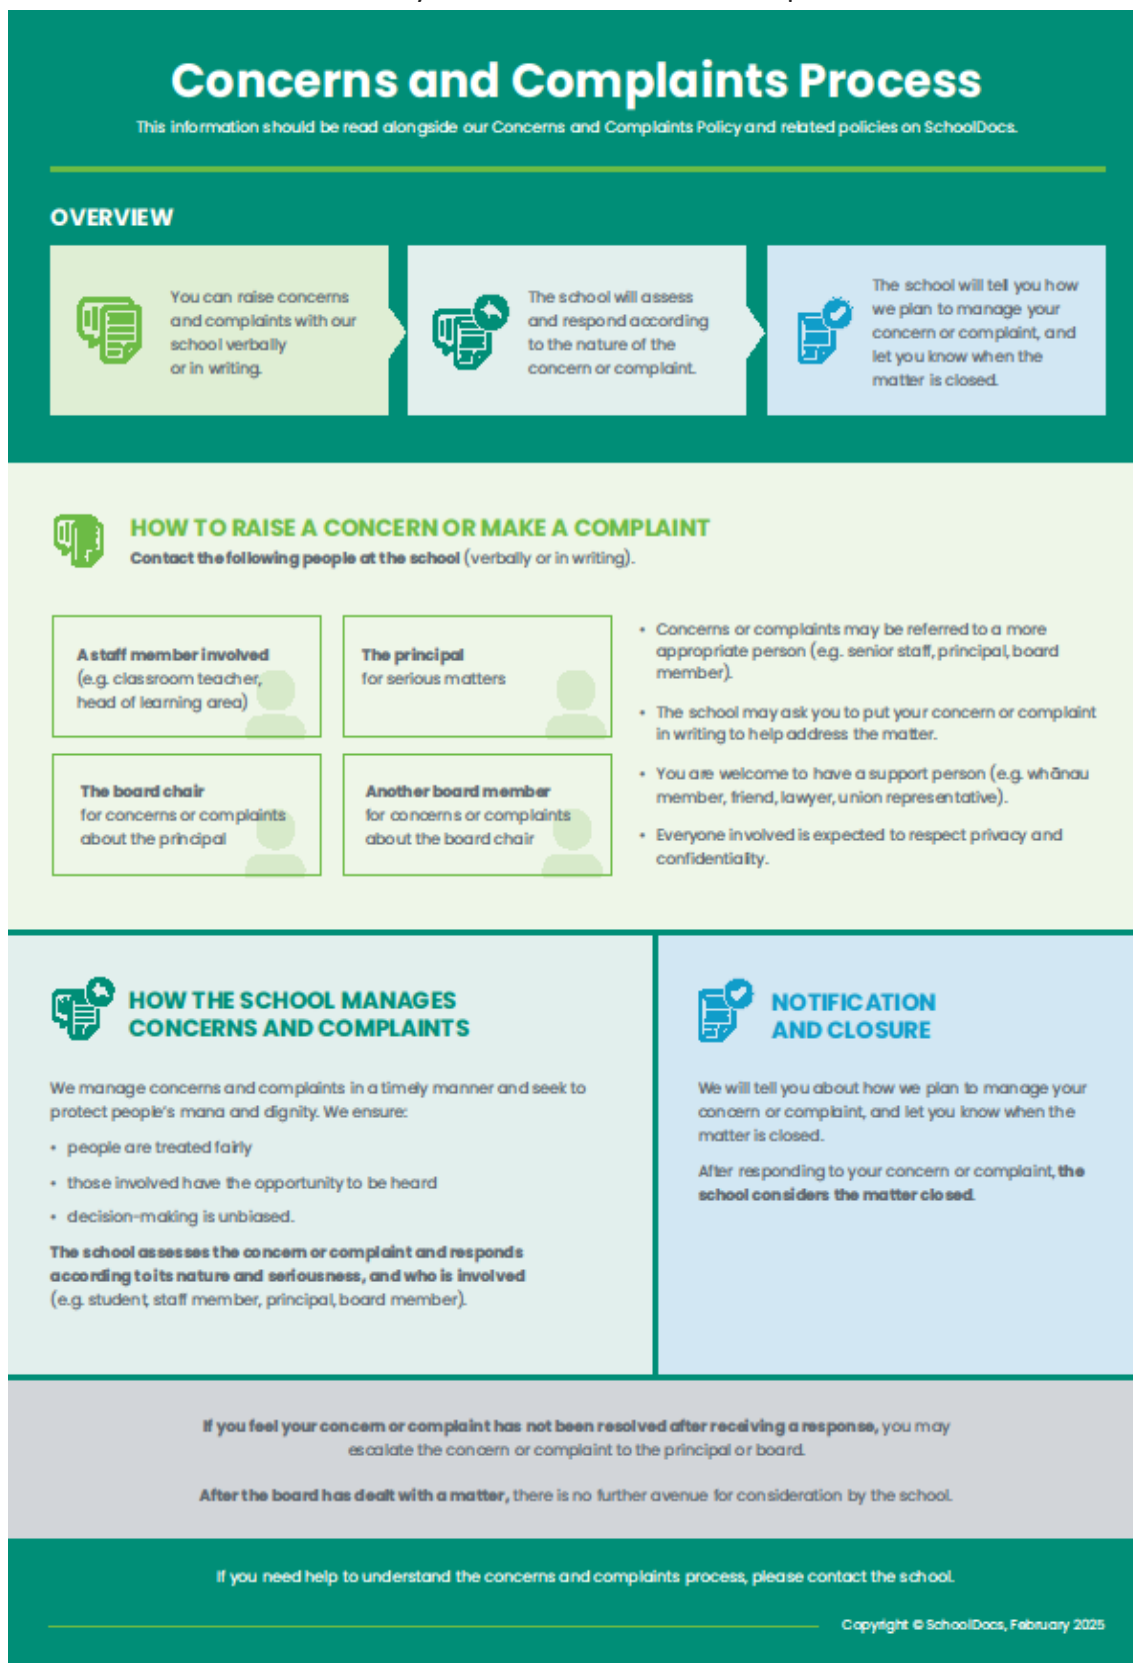 Concerns and Complaints Process
This information should be read alongside our Concerns and Complaints Policy and related policies on SchoolDocs.
OVERVIEW
You can raise concerns
and complaints with our
school verbally
or in writing.
The school will assess
and respond according
to the nature of the
concern or complaint.
The school will tell you how
we plan to manage your
concern or complaint, and
let you know when the
matter is closed.
HOW TO RAISE A CONCERN OR MAKE A COMPLAINT
Contact the following people at the school (verbally or in writing).
A staff member involved
(e.g. classroom teacher,
head of learning area)
The principal
for serious matters
The board chair
for concerns or complaints
about the principal
Another board member
for concerns or complaints
about the board chair
• Concerns or complaints may be referred to a more
appropriate person (e.g. senior staff, principal, board
member).
• The school may ask you to put your concern or complaint
in writing to help address the matter.
• You are welcome to have a support person (e.g. whānau
member, friend, lawyer, union representative).
• Everyone involved is expected to respect privacy and
confidentiality.
HOW THE SCHOOL MANAGES
CONCERNS AND COMPLAINTS
We manage concerns and complaints in a timely manner and seek to
protect people's mana and dignity. We ensure:
• people are treated fairly
• those involved have the opportunity to be heard
• decision-making is unbiased.
The school assesses the concern or complaint and responds
according to its nature and seriousness, and who is involved
(e.g. student, staff member, principal, board member).
NOTIFICATION
AND CLOSURE
We will tell you about how we plan to manage your
concern or complaint, and let you know when the
matter is closed.
After responding to your concern or complaint, the
school considers the matter closed.
If you feel your concern or complaint has not been resolved after receiving a response, you may
escalate the concern or complaint to the principal or board.
After the board has dealt with a matter, there is no further avenue for consideration by the school.
If you need help to understand the concerns and complaints process, please contact the school.
Copyright © SchoolDocs, February 2025